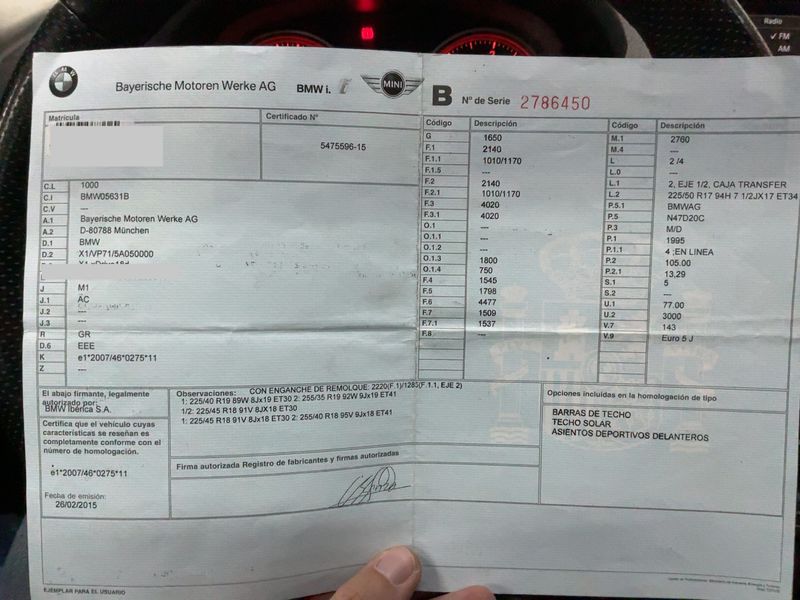 Radio
✓ FM
AM
BMW
Bayerische Motoren Werke AG
BMW i.
MINI
B
Nº de Serie 2786450
Matrícula
Certificado Nº
5475596-15
C.L 1000
C.I BMW05631B
C.V ---
A.1 Bayerische Motoren Werke AG
A.2 D-80788 München
D.1 BMW
D.2 X1/VP71/5A050000
J M1
J.1 AC
J.2 ---
J.3 ---
R GR
D.6 EEE
K e1*2007/46*0275*11
Z ---
Código Descripción
G 1650
F.1 2140
F.1.1 1010/1170
F.1.5 ---
F.2 2140
F.2.1 1010/1170
F.3 4020
F.3.1 4020
O.1 ---
O.1.1 ---
O.1.2 ---
O.1.3 1800
O.1.4 750
F.4 1545
F.5 1798
F.6 4477
F.7 1509
F.7.1 1537
F.8 ---
Código Descripción
M.1 2760
M.4 ---
L 2 /4
L.0 ---
L.1 2, EJE 1/2, CAJA TRANSFER
L.2 225/50 R17 94H 7 1/2JX17 ET34
P.5.1 BMWAG
P.5 N47D20C
P.3 M/D
P.1 1995
P.1.1 4 ;EN LINEA
P.2 105.00
P.2.1 13,29
S.1 5
S.2 ---
U.1 77.00
U.2 3000
V.7 143
V.9 Euro 5 J
El abajo firmante, legalmente
autorizado por:
BMW Ibérica S.A.
Certifica que el vehículo cuyas
características se reseñan es
completamente conforme con el
número de homologación.
e1*2007/46*0275*11
Fecha de emisión:
26/02/2015
Observaciones: CON ENGANCHE DE REMOLQUE: 2220(F.1)/1285(F.1.1, EJE 2)
1: 225/40 R19 89W 8Jx19 ET30 2: 255/35 R19 92W 9Jx19 ET41
1/2: 225/45 R18 91V 8JX18 ET30
1: 225/45 R18 91V 8Jx18 ET30 2: 255/40 R18 95V 9Jx18 ET41
Firma autorizada Registro de fabricantes y firmas autorizadas
Opciones incluidas en la homologación de tipo
BARRAS DE TECHO
TECHO SOLAR
ASIENTOS DEPORTIVOS DELANTEROS
EJEMPLAR PARA EL USUARIO